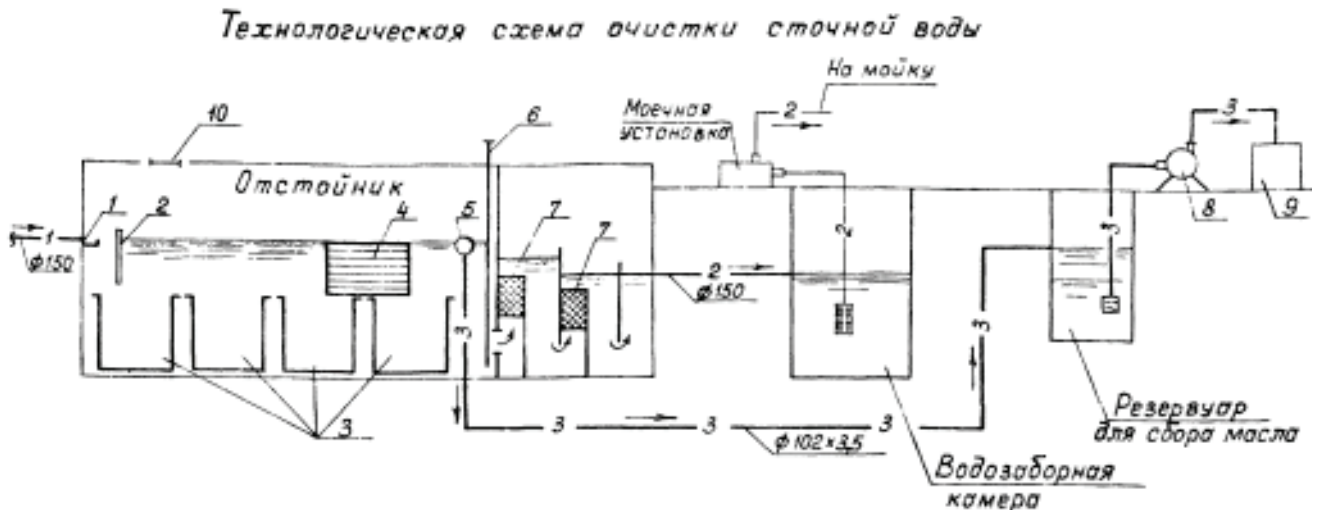 Технологическая схема очистки сточной воды
На мойку
Моечная
установка
2
3
10
6
Отстойник
1
2
4
5
7
7
8
9
1
ф150
2
ф150
2
3
3
3
3
3
3
3
ф102×3,5
Резервуар
для сбора масла
Водозаборная
камера